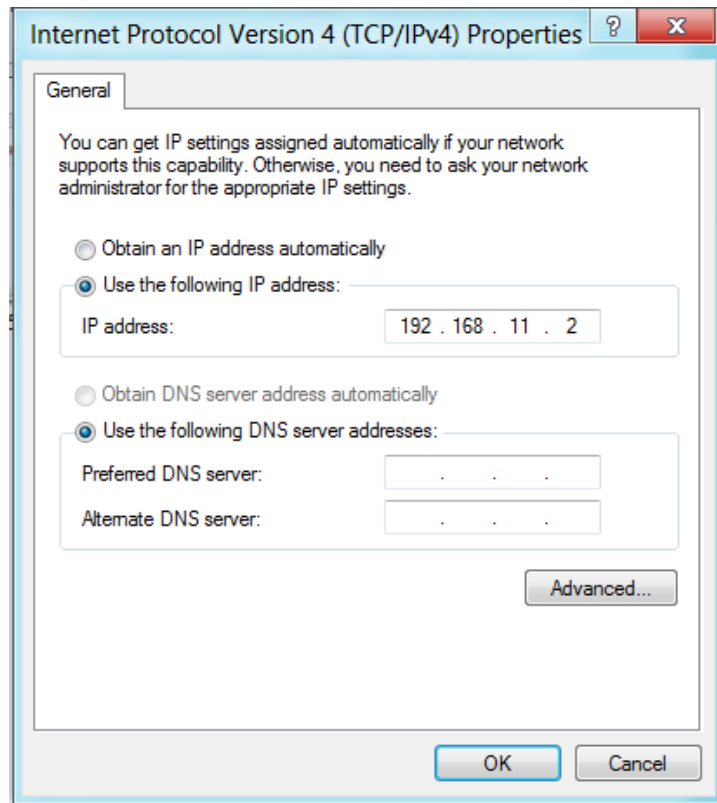 Internet Protocol Version 4 (TCP/IPv4) Properties
General
You can get IP settings assigned automatically if your network
supports this capability. Otherwise, you need to ask your network
administrator for the appropriate IP settings.
Obtain an IP address automatically
Use the following IP address:
IP address: 192 . 168 . 11 . 2
Obtain DNS server address automatically
Use the following DNS server addresses:
Preferred DNS server: . . .
Alternate DNS server: . . .
Advanced...
OK Cancel